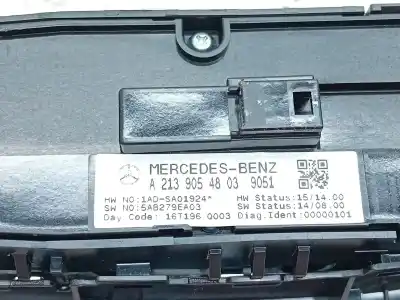 MERCEDES-BENZ
A 213 905 48 03 9051
HW NO:1AD-SA01924* HW Status:15/14.00
SW NO:5A8279EA03 SW Status:14/08.00
Day Code: 167196 0003 Diag.Ident:00000101